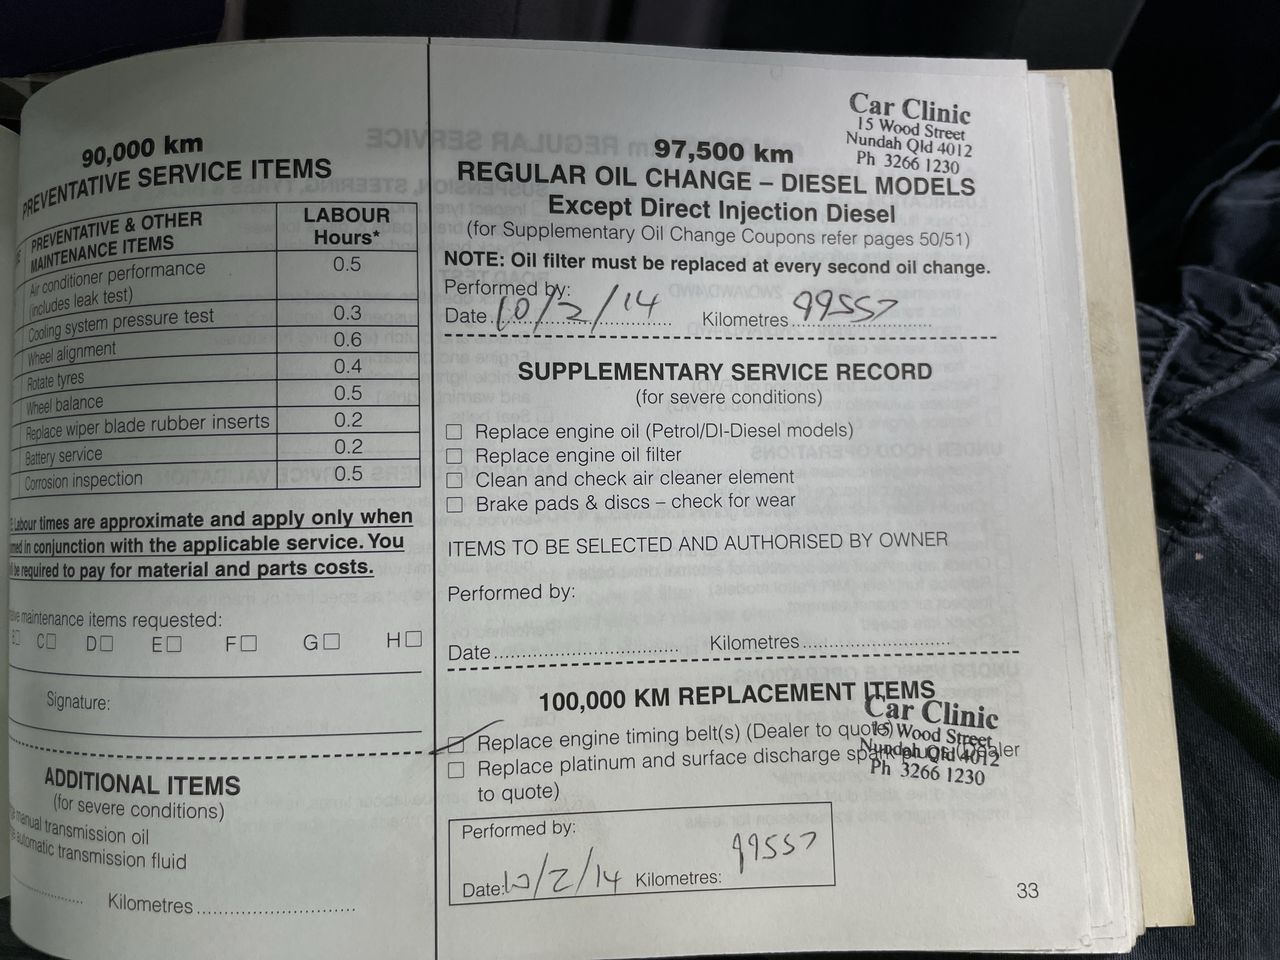 90,000 km
PREVENTATIVE SERVICE ITEMS
PREVENTATIVE & OTHER MAINTENANCE ITEMS LABOUR Hours*
Air conditioner performance (includes leak test) 0.5
Cooling system pressure test 0.3
Wheel alignment 0.6
Rotate tyres 0.4
Wheel balance 0.5
Replace wiper blade rubber inserts 0.2
Battery service 0.2
Corrosion inspection 0.5
Labour times are approximate and apply only when
in conjunction with the applicable service. You
be required to pay for material and parts costs.
maintenance items requested:
C☐ D☐ E☐ F☐ G☐ H☐
Signature:
ADDITIONAL ITEMS
(for severe conditions)
manual transmission oil
automatic transmission fluid
Kilometres
Car Clinic
15 Wood Street
Nundah Qld 4012
Ph 3266 1230
97,500 km
REGULAR OIL CHANGE – DIESEL MODELS
Except Direct Injection Diesel
(for Supplementary Oil Change Coupons refer pages 50/51)
NOTE: Oil filter must be replaced at every second oil change.
Performed by:
Date 10/2/14 Kilometres 99557
SUPPLEMENTARY SERVICE RECORD
(for severe conditions)
☐ Replace engine oil (Petrol/DI-Diesel models)
☐ Replace engine oil filter
☐ Clean and check air cleaner element
☐ Brake pads & discs – check for wear
ITEMS TO BE SELECTED AND AUTHORISED BY OWNER
Performed by:
Date Kilometres
100,000 KM REPLACEMENT ITEMS
Car Clinic
15 Wood Street
Nundah Qld 4012
Ph 3266 1230
Replace engine timing belt(s) (Dealer to quote)
☐ Replace platinum and surface discharge spark plugs (Dealer
to quote)
Performed by:
Date: 10/2/14 Kilometres: 99557
33